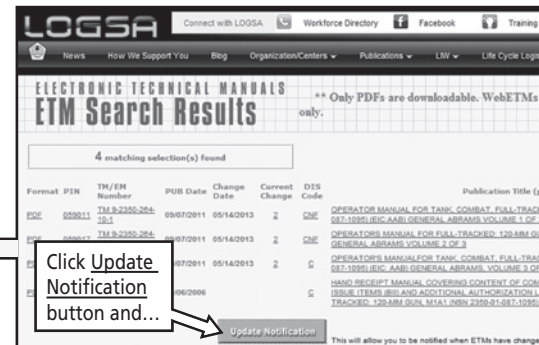 LOGSA
Connect with LOGSA Workforce Directory Facebook Training
News How We Support You Blog Organization/Centers Publications LIW Life Cycle Logi
ELECTRONIC TECHNICAL MANUALS
ETM Search Results
** Only PDFs are downloadable. WebETMs
only.
4 matching selection(s) found
Format PIN TM/EM Number PUB Date Change Date Current Change DIS Code Publication Title (
PDF 059011 TM 9-2350-264-10-1 09/07/2011 05/14/2013 2 CNF OPERATOR MANUAL FOR TANK, COMBAT, FULL-TRAC
087-1095) (EIC:AAB) GENERAL ABRAMS VOLUME 1 OF
PDF 059017 TM 9-2350-264- 09/07/2011 05/14/2013 2 CNF OPERATORS MANUAL FOR FULL-TRACKED: 120-MM GU
GENERAL ABRAMS VOLUME 2 OF 3
/07/2011 05/14/2013 2 C OPERATOR'S MANUALFOR TANK, COMBAT, FULL-TRA
087-1095) (EIC: AAB) GENERAL ABRAMS, VOLUME 3 OF
/06/2006 C HAND RECEIPT MANUAL COVERING CONTENT OF COM
ISSUE ITEMS (BII) AND ADDITIONAL AUTHORIZATION L
TRACKED: 120-MM GUN, M1A1 (NSN 2350-01-087-1095)
Click Update
Notification
button and...
Update Notification
This will allow you to be notified when ETMs have change